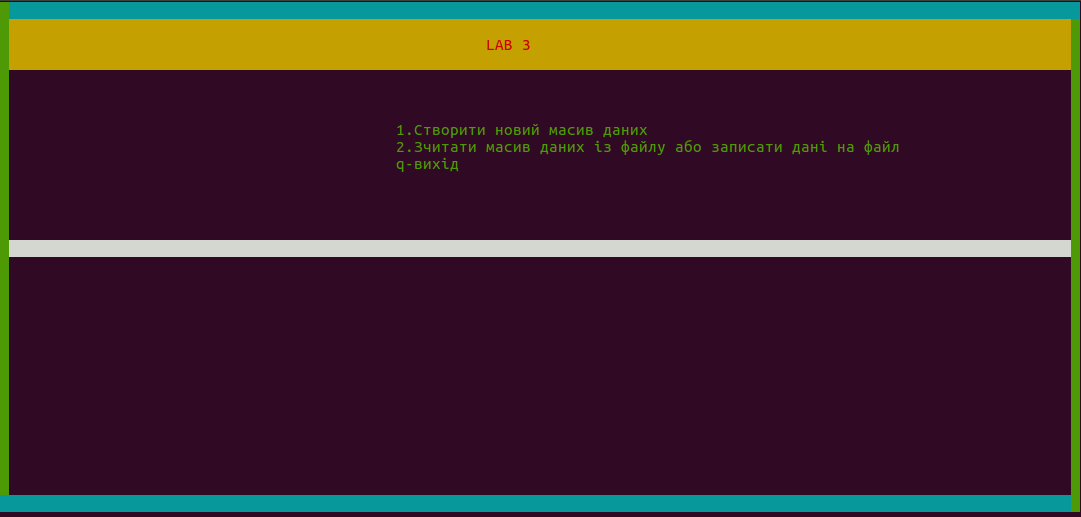 LAB 3
1.Створити новий масив даних
2.Зчитати масив даних із файлу або записати дані на файл
q-вихід